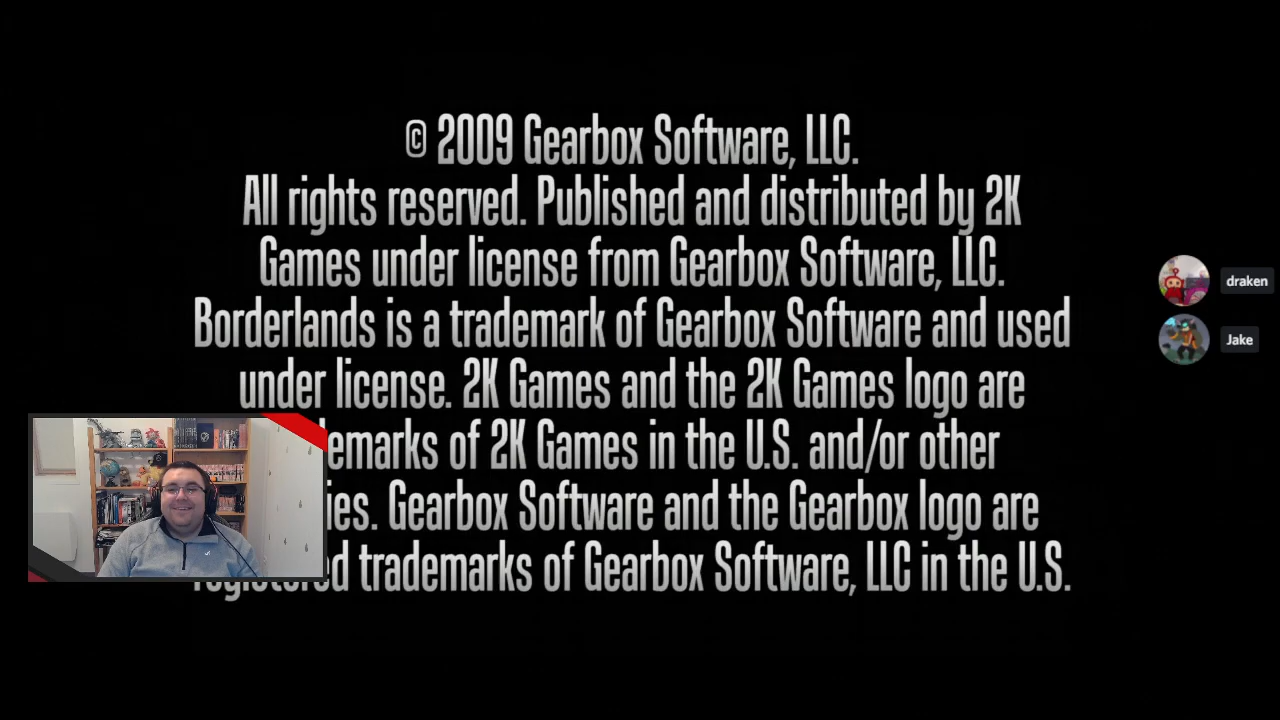 © 2009 Gearbox Software, LLC.
All rights reserved. Published and distributed by 2K
Games under license from Gearbox Software, LLC.
Borderlands is a trademark of Gearbox Software and used
under license. 2K Games and the 2K Games logo are
emarks of 2K Games in the U.S. and/or other
ies. Gearbox Software and the Gearbox logo are
registered trademarks of Gearbox Software, LLC in the U.S.
draken
Jake